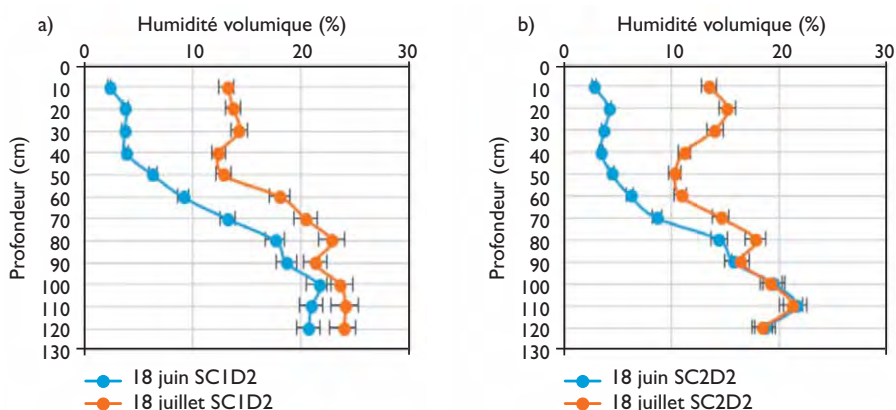 a)
Humidité volumique (%)
0 10 20 30
Profondeur (cm)
0
10
20
30
40
50
60
70
80
90
100
110
120
130
18 juin SC1D2
18 juillet SC1D2
b)
Humidité volumique (%)
0 10 20 30
Profondeur (cm)
0
10
20
30
40
50
60
70
80
90
100
110
120
130
18 juin SC2D2
18 juillet SC2D2